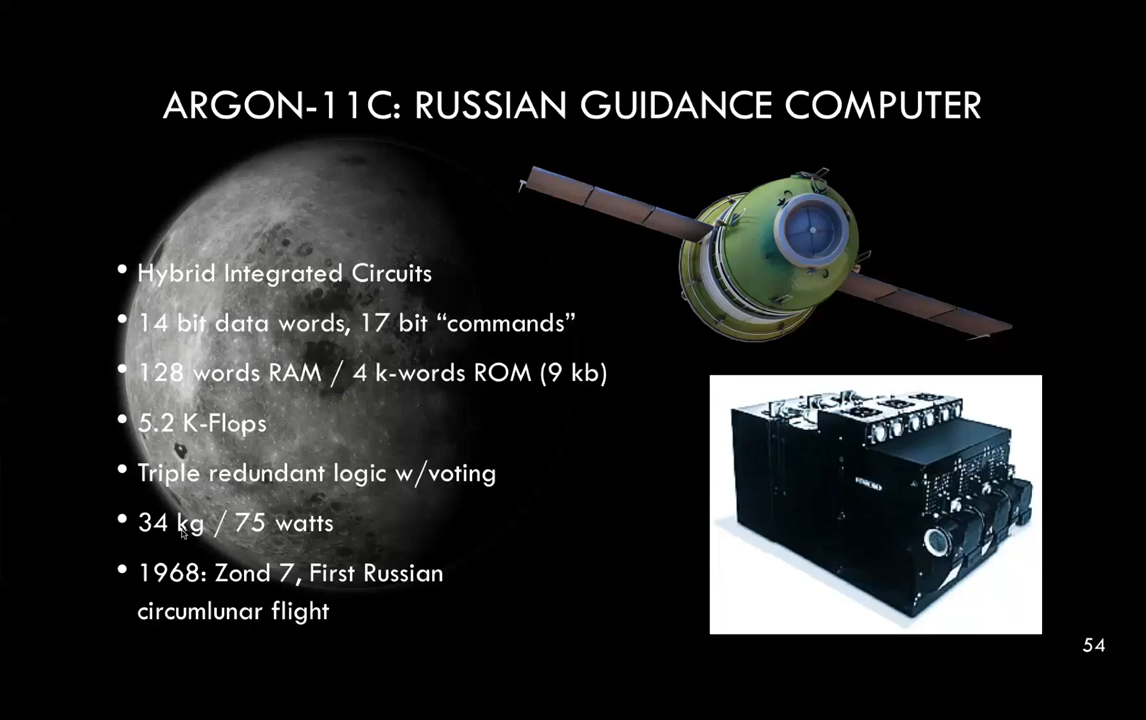 ARGON-11C: RUSSIAN GUIDANCE COMPUTER
• Hybrid Integrated Circuits
• 14 bit data words, 17 bit “commands”
• 128 words RAM / 4 k-words ROM (9 kb)
• 5.2 K-Flops
• Triple redundant logic w/voting
• 34 kg / 75 watts
• 1968: Zond 7, First Russian
circumlunar flight
54